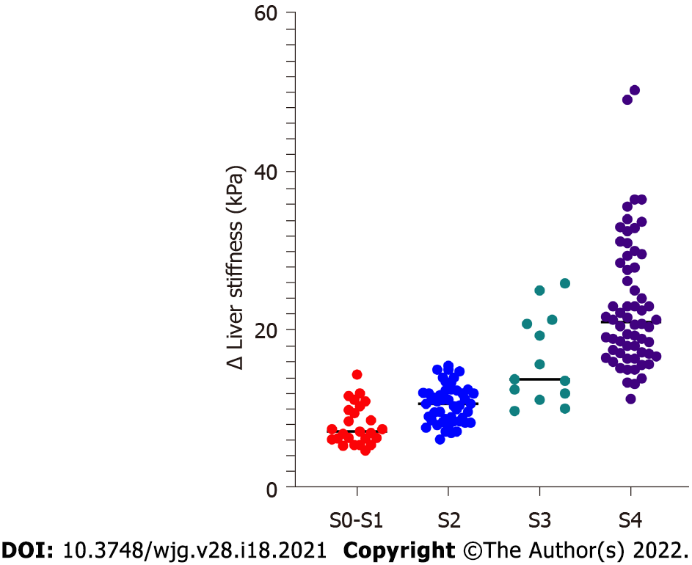 60
40
20
0
Δ Liver stiffness (kPa)
S0-S1 S2 S3 S4
DOI: 10.3748/wjg.v28.i18.2021 Copyright ©The Author(s) 2022.